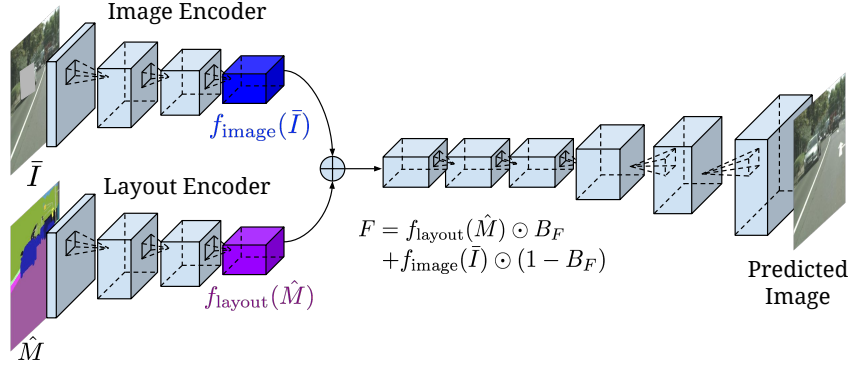 Image Encoder
f_image(Ī)
Ī
Layout Encoder
F = f_layout(M̂) ⊙ B_F
+f_image(Ī) ⊙ (1 − B_F)
f_layout(M̂)
M̂
Predicted
Image